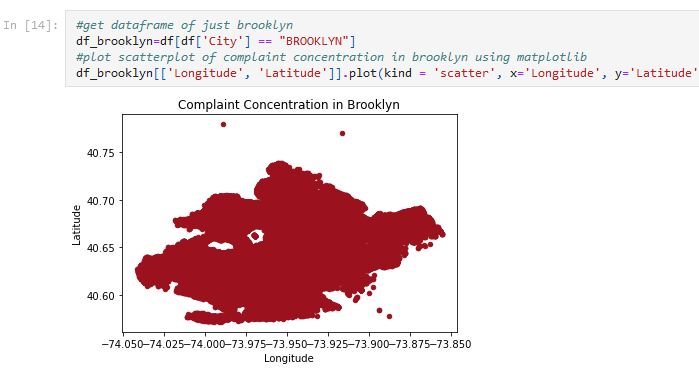 In [14]:
#get dataframe of just brooklyn
df_brooklyn=df[df['City'] == "BROOKLYN"]
#plot scatterplot of complaint concentration in brooklyn using matplotlib
df_brooklyn[['Longitude', 'Latitude']].plot(kind = 'scatter', x='Longitude', y='Latitude'
Complaint Concentration in Brooklyn
40.75
40.70
40.65
40.60
Latitude
−74.050−74.025−74.000−73.975−73.950−73.925−73.900−73.875−73.850
Longitude